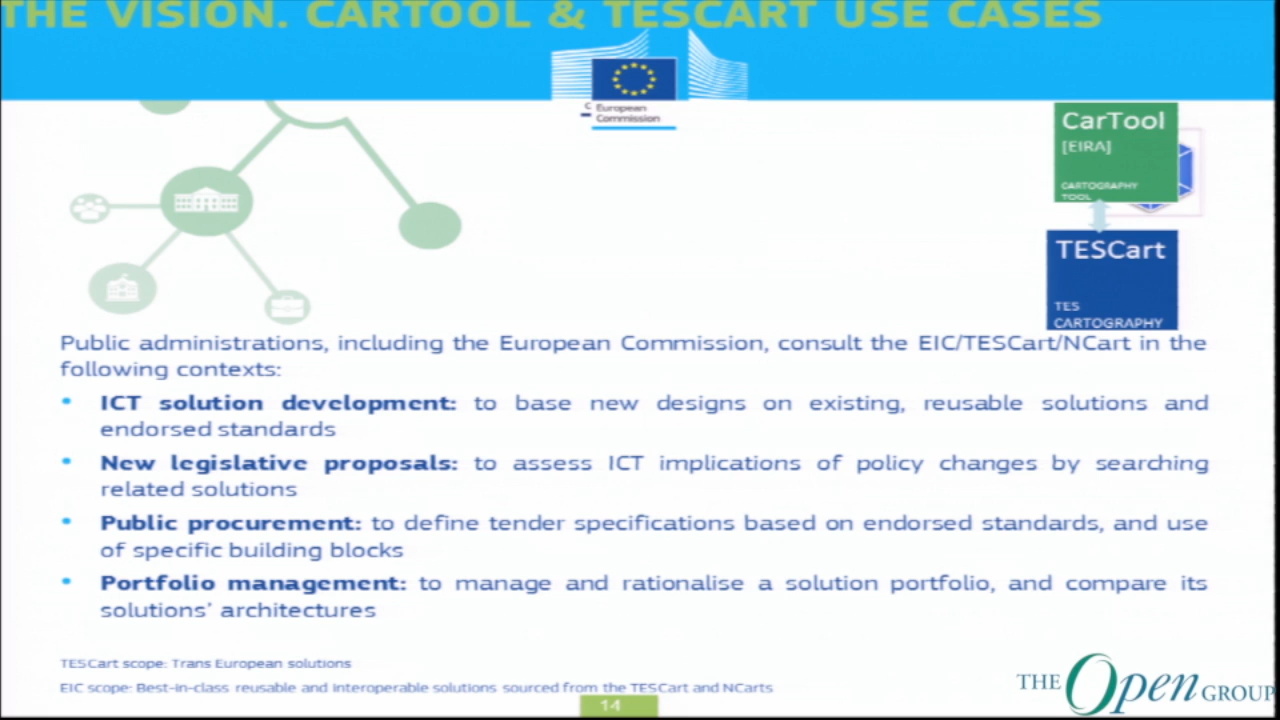 THE VISION. CARTOOL & TESCART USE CASES
European
Commission
CarTool
[EIRA]
CARTOGRAPHY
TOOL
TESCart
TES
CARTOGRAPHY
Public administrations, including the European Commission, consult the EIC/TESCart/NCart in the
following contexts:
• ICT solution development: to base new designs on existing, reusable solutions and
endorsed standards
• New legislative proposals: to assess ICT implications of policy changes by searching
related solutions
• Public procurement: to define tender specifications based on endorsed standards, and use
of specific building blocks
• Portfolio management: to manage and rationalise a solution portfolio, and compare its
solutions' architectures
TESCart scope: Trans European solutions
EIC scope: Best-in-class reusable and interoperable solutions sourced from the TESCart and NCarts
14
THE Open GROUP